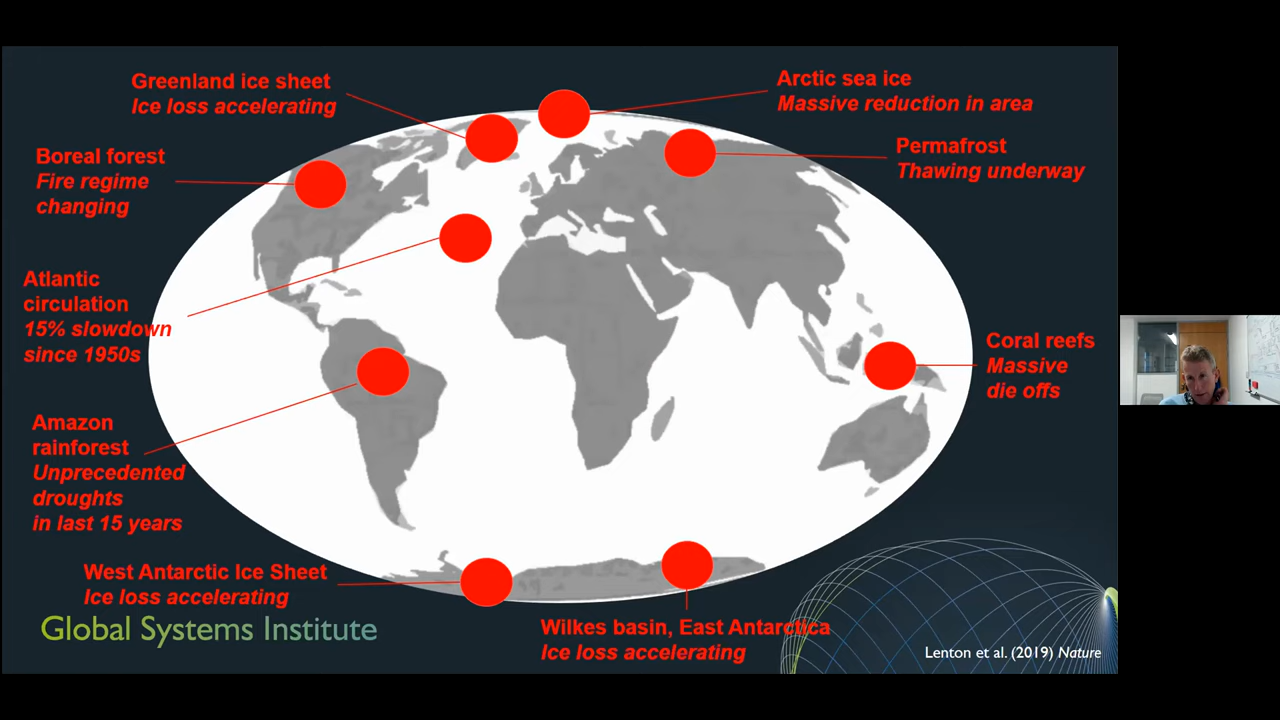 Greenland ice sheet
Ice loss accelerating
Arctic sea ice
Massive reduction in area
Boreal forest
Fire regime
changing
Permafrost
Thawing underway
Atlantic
circulation
15% slowdown
since 1950s
Coral reefs
Massive
die offs
Amazon
rainforest
Unprecedented
droughts
in last 15 years
West Antarctic Ice Sheet
Ice loss accelerating
Global Systems Institute
Wilkes basin, East Antarctica
Ice loss accelerating
Lenton et al. (2019) Nature